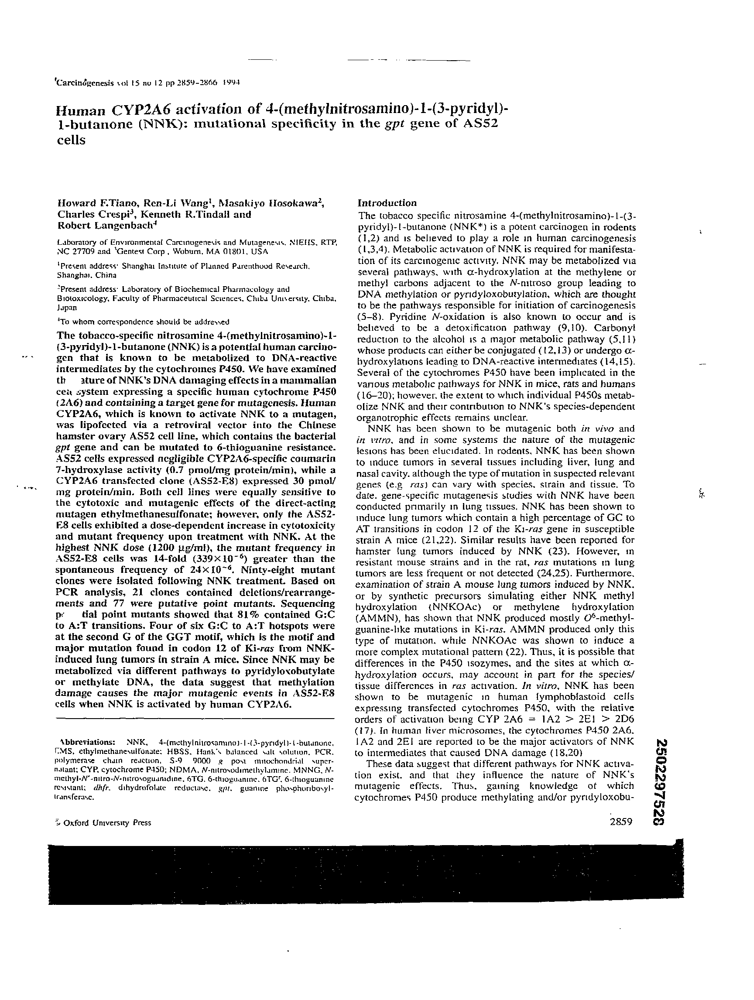 Carcinogenesis vol 15 no 12 pp 2859–2866 1994
Human CYP2A6 activation of 4-(methylnitrosamino)-1-(3-pyridyl)-
1-butanone (NNK): mutational specificity in the gpt gene of AS52
cells
Howard F.Tiano, Ren-Li Wang¹, Masakiyo Hosokawa²,
Charles Crespi³, Kenneth R.Tindall and
Robert Langenbach⁴
Laboratory of Environmental Carcinogenesis and Mutagenesis, NIEHS, RTP,
NC 27709 and ³Gentest Corp , Woburn, MA 01801, USA
¹Present address Shanghai Institute of Planned Parenthood Research,
Shanghai, China
²Present address Laboratory of Biochemical Pharmacology and
Biotoxicology, Faculty of Pharmaceutical Sciences, Chiba University, Chiba,
Japan
⁴To whom correspondence should be addressed
The tobacco-specific nitrosamine 4-(methylnitrosamino)-1-
(3-pyridyl)-1-butanone (NNK) is a potential human carcino-
gen that is known to be metabolized to DNA-reactive
intermediates by the cytochromes P450. We have examined
th ature of NNK's DNA damaging effects in a mammalian
cell system expressing a specific human cytochrome P450
(2A6) and containing a target gene for mutagenesis. Human
CYP2A6, which is known to activate NNK to a mutagen,
was lipofected via a retroviral vector into the Chinese
hamster ovary AS52 cell line, which contains the bacterial
gpt gene and can be mutated to 6-thioguanine resistance.
AS52 cells expressed negligible CYP2A6-specific coumarin
7-hydroxylase activity (0.7 pmol/mg protein/min), while a
CYP2A6 transfected clone (AS52-E8) expressed 30 pmol/
mg protein/min. Both cell lines were equally sensitive to
the cytotoxic and mutagenic effects of the direct-acting
mutagen ethylmethanesulfonate; however, only the AS52-
E8 cells exhibited a dose-dependent increase in cytotoxicity
and mutant frequency upon treatment with NNK. At the
highest NNK dose (1200 µg/ml), the mutant frequency in
AS52-E8 cells was 14-fold (339×10⁻⁶) greater than the
spontaneous frequency of 24×10⁻⁶. Ninty-eight mutant
clones were isolated following NNK treatment. Based on
PCR analysis, 21 clones contained deletions/rearrange-
ments and 77 were putative point mutants. Sequencing
p tial point mutants showed that 81% contained G:C
to A:T transitions. Four of six G:C to A:T hotspots were
at the second G of the GGT motif, which is the motif and
major mutation found in codon 12 of Ki-ras from NNK-
induced lung tumors in strain A mice. Since NNK may be
metabolized via different pathways to pyridyloxobutylate
or methylate DNA, the data suggest that methylation
damage causes the major mutagenic events in AS52-E8
cells when NNK is activated by human CYP2A6.
Abbreviations: NNK, 4-(methylnitrosamino)-1-(3-pyridyl)-1-butanone,
EMS, ethylmethanesulfonate; HBSS, Hank's balanced salt solution, PCR,
polymerase chain reaction, S-9 9000 g post mitochondrial super-
natant; CYP, cytochrome P450; NDMA, N-nitrosodimethylamine. MNNG, N-
methyl-N'-nitro-N-nitrosoguanidine, 6TG, 6-thioguanine, 6TGʳ, 6-thioguanine
resistant; dhfr, dihydrofolate reductase, gpt, guanine phosphoribosyl-
transferase.
© Oxford University Press
Introduction
The tobacco specific nitrosamine 4-(methylnitrosamino)-1-(3-
pyridyl)-1-butanone (NNK*) is a potent carcinogen in rodents
(1,2) and is believed to play a role in human carcinogenesis
(1,3,4). Metabolic activation of NNK is required for manifesta-
tion of its carcinogenic activity. NNK may be metabolized via
several pathways, with α-hydroxylation at the methylene or
methyl carbons adjacent to the N-nitroso group leading to
DNA methylation or pyridyloxobutylation, which are thought
to be the pathways responsible for initiation of carcinogenesis
(5–8). Pyridine N-oxidation is also known to occur and is
believed to be a detoxification pathway (9,10). Carbonyl
reduction to the alcohol is a major metabolic pathway (5,11)
whose products can either be conjugated (12,13) or undergo α-
hydroxylations leading to DNA-reactive intermediates (14,15).
Several of the cytochromes P450 have been implicated in the
various metabolic pathways for NNK in mice, rats and humans
(16–20); however, the extent to which individual P450s metab-
olize NNK and their contribution to NNK's species-dependent
organotrophic effects remains unclear.
NNK has been shown to be mutagenic both in vivo and
in vitro, and in some systems the nature of the mutagenic
lesions has been elucidated. In rodents, NNK has been shown
to induce tumors in several tissues including liver, lung and
nasal cavity, although the type of mutation in suspected relevant
genes (e.g ras) can vary with species, strain and tissue. To
date, gene-specific mutagenesis studies with NNK have been
conducted primarily in lung tissues. NNK has been shown to
induce lung tumors which contain a high percentage of GC to
AT transitions in codon 12 of the Ki-ras gene in susceptible
strain A mice (21,22). Similar results have been reported for
hamster lung tumors induced by NNK (23). However, in
resistant mouse strains and in the rat, ras mutations in lung
tumors are less frequent or not detected (24,25). Furthermore,
examination of strain A mouse lung tumors induced by NNK,
or by synthetic precursors simulating either NNK methyl
hydroxylation (NNKOAc) or methylene hydroxylation
(AMMN), has shown that NNK produced mostly O⁶-methyl-
guanine-like mutations in Ki-ras. AMMN produced only this
type of mutation, while NNKOAc was shown to induce a
more complex mutational pattern (22). Thus, it is possible that
differences in the P450 isozymes, and the sites at which α-
hydroxylation occurs, may account in part for the species/
tissue differences in ras activation. In vitro, NNK has been
shown to be mutagenic in human lymphoblastoid cells
expressing transfected cytochromes P450, with the relative
orders of activation being CYP 2A6 = 1A2 > 2E1 > 2D6
(17). In human liver microsomes, the cytochromes P450 2A6,
1A2 and 2E1 are reported to be the major activators of NNK
to intermediates that caused DNA damage (18,20)
These data suggest that different pathways for NNK activa-
tion exist, and that they influence the nature of NNK's
mutagenic effects. Thus, gaining knowledge of which
cytochromes P450 produce methylating and/or pyridyloxobu-
2859
2502297528